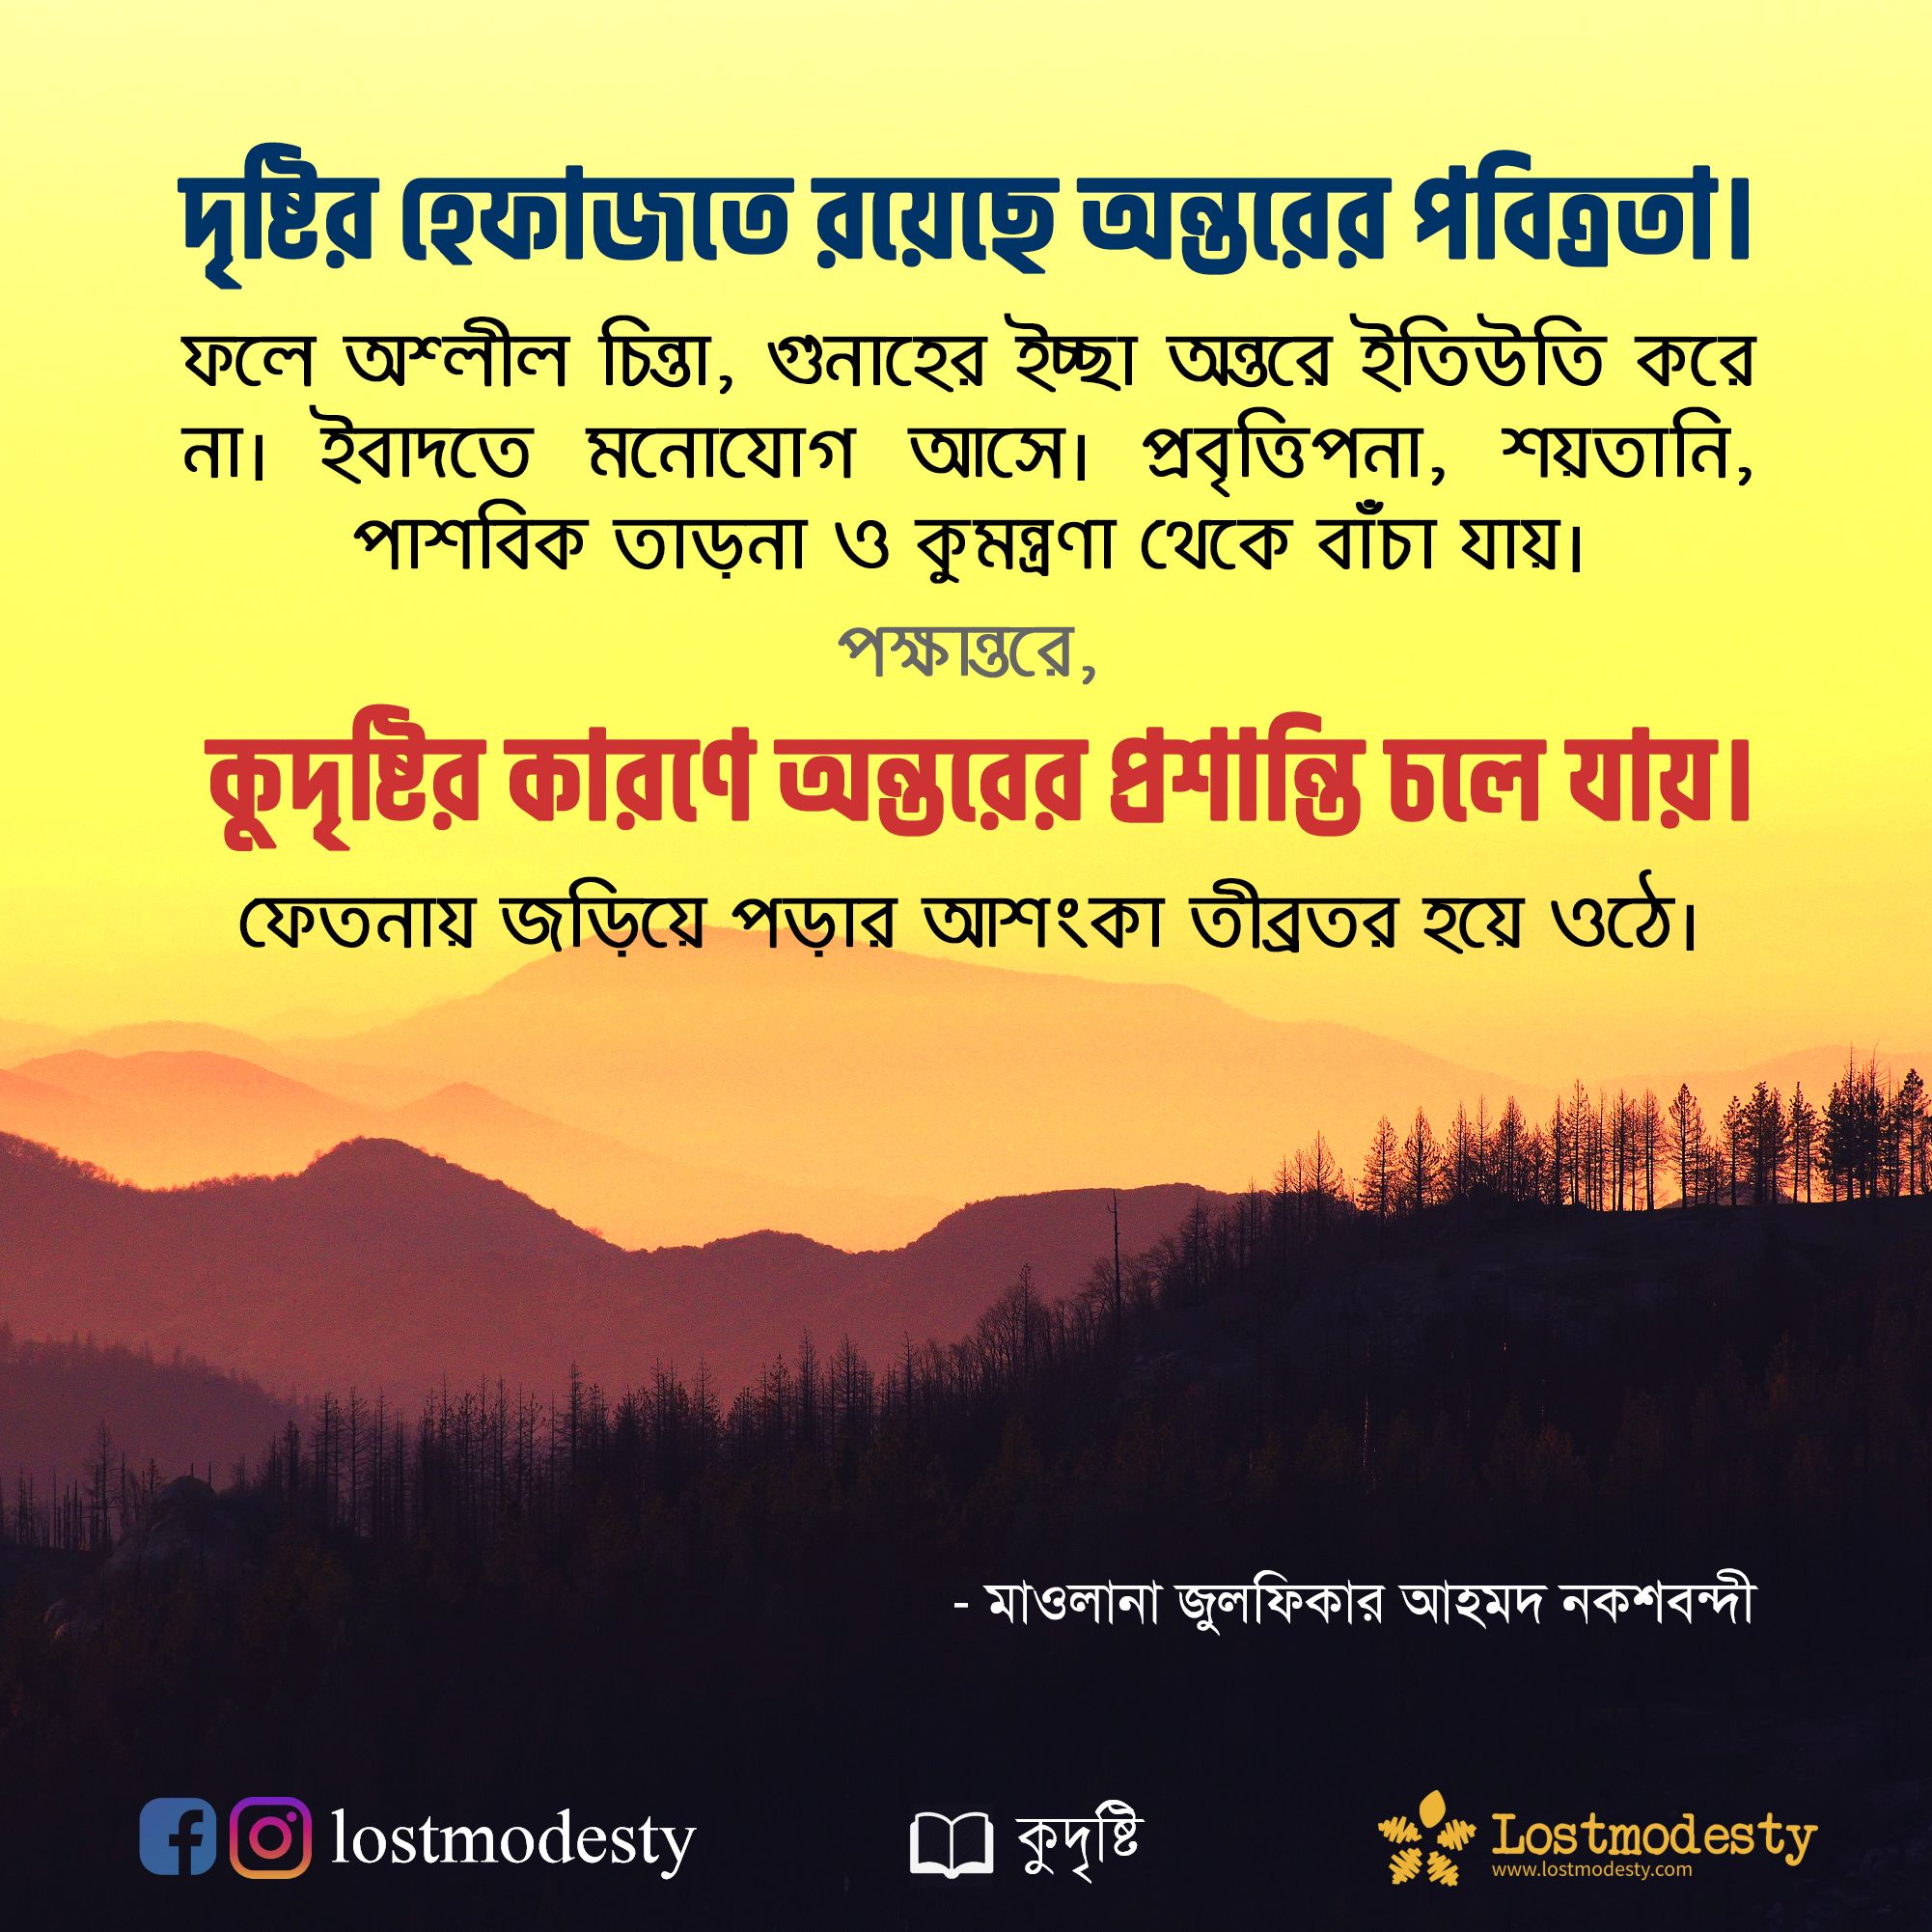 দৃষ্টির হেফাজতে রয়েছে অন্তরের পবিত্রতা।
ফলে অশ্লীল চিন্তা, গুনাহের ইচ্ছা অন্তরে ইতিউতি করে
না। ইবাদতে মনোযোগ আসে। প্রবৃত্তিপনা, শয়তানি,
পাশবিক তাড়না ও কুমন্ত্রণা থেকে বাঁচা যায়।
পক্ষান্তরে,
কুদৃষ্টির কারণে অন্তরের প্রশান্তি চলে যায়।
ফেতনায় জড়িয়ে পড়ার আশংকা তীব্রতর হয়ে ওঠে।
- মাওলানা জুলফিকার আহমদ নকশবন্দী
lostmodesty
কুদৃষ্টি
Lostmodesty
www.lostmodesty.com